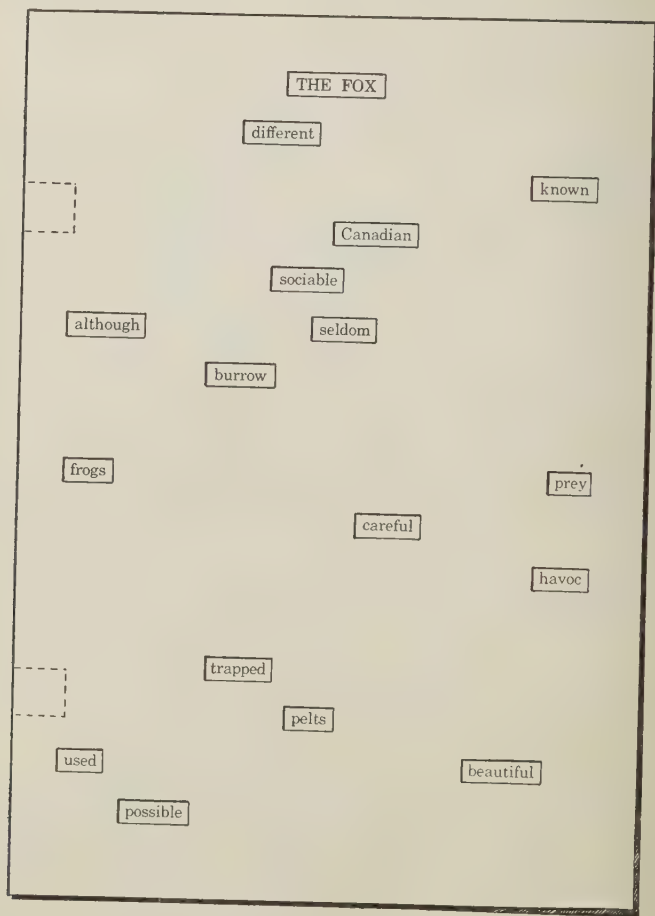 THE FOX
different
known
Canadian
sociable
although seldom
burrow
frogs
prey
careful
havoc
trapped
pelts
used beautiful
possible